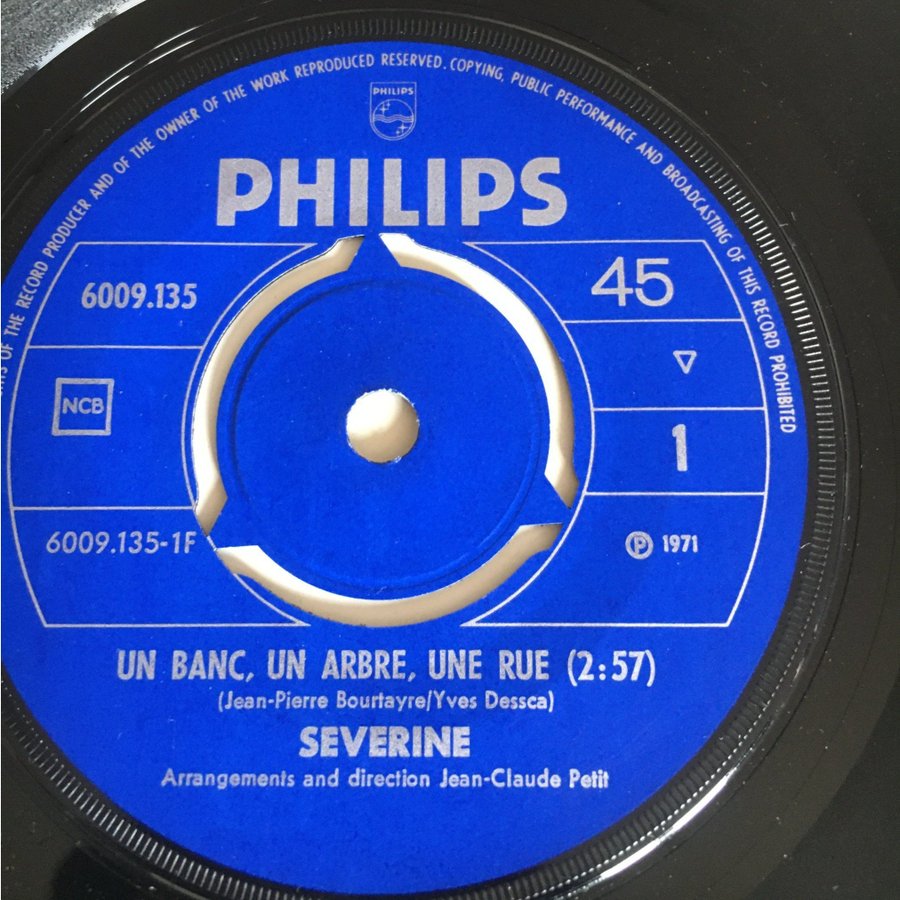 OF THE RECORD PRODUCER AND OF THE OWNER OF THE WORK REPRODUCED RESERVED. COPYING, PUBLIC PERFORMANCE AND BROADCASTING OF THIS RECORD PROHIBITED
PHILIPS
PHILIPS
6009.135
45
NCB
1
6009.135-1F
℗ 1971
UN BANC, UN ARBRE, UNE RUE (2:57)
(Jean-Pierre Bourtayre/Yves Dessca)
SEVERINE
Arrangements and direction Jean-Claude Petit